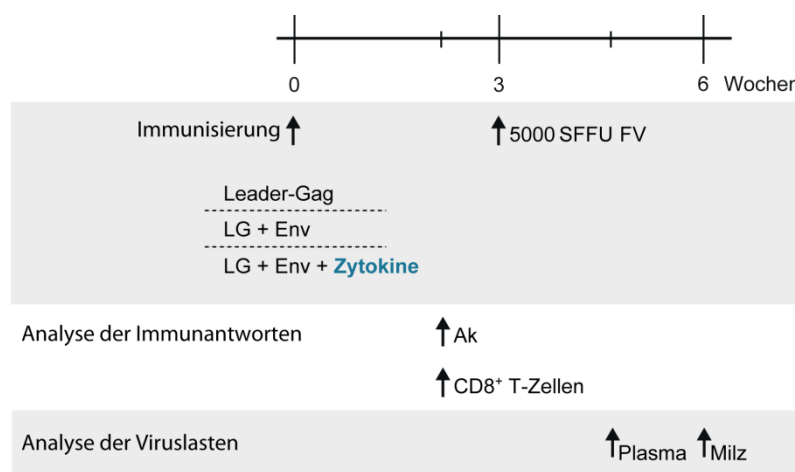 0 3 6 Wochen
Immunisierung 5000 SFFU FV
Leader-Gag
LG + Env
LG + Env + Zytokine
Analyse der Immunantworten Ak
CD8⁺ T-Zellen
Analyse der Viruslasten Plasma Milz